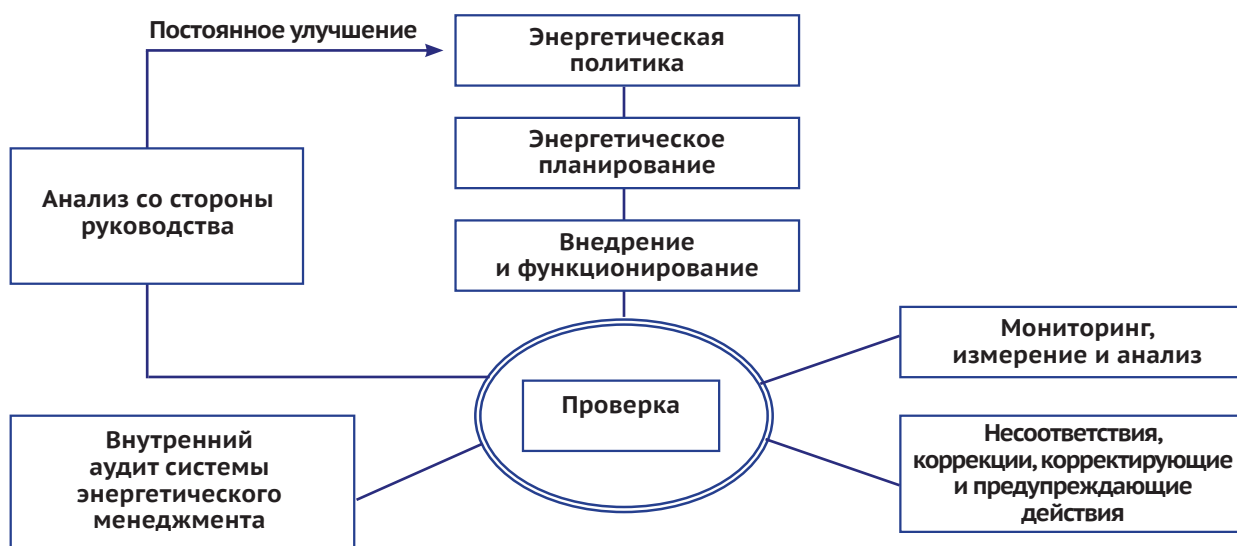 Постоянное улучшение
Энергетическая
политика
Энергетическое
планирование
Анализ со стороны
руководства
Внедрение
и функционирование
Мониторинг,
измерение и анализ
Проверка
Внутренний
аудит системы
энергетического
менеджмента
Несоответствия,
коррекции, корректирующие
и предупреждающие
действия